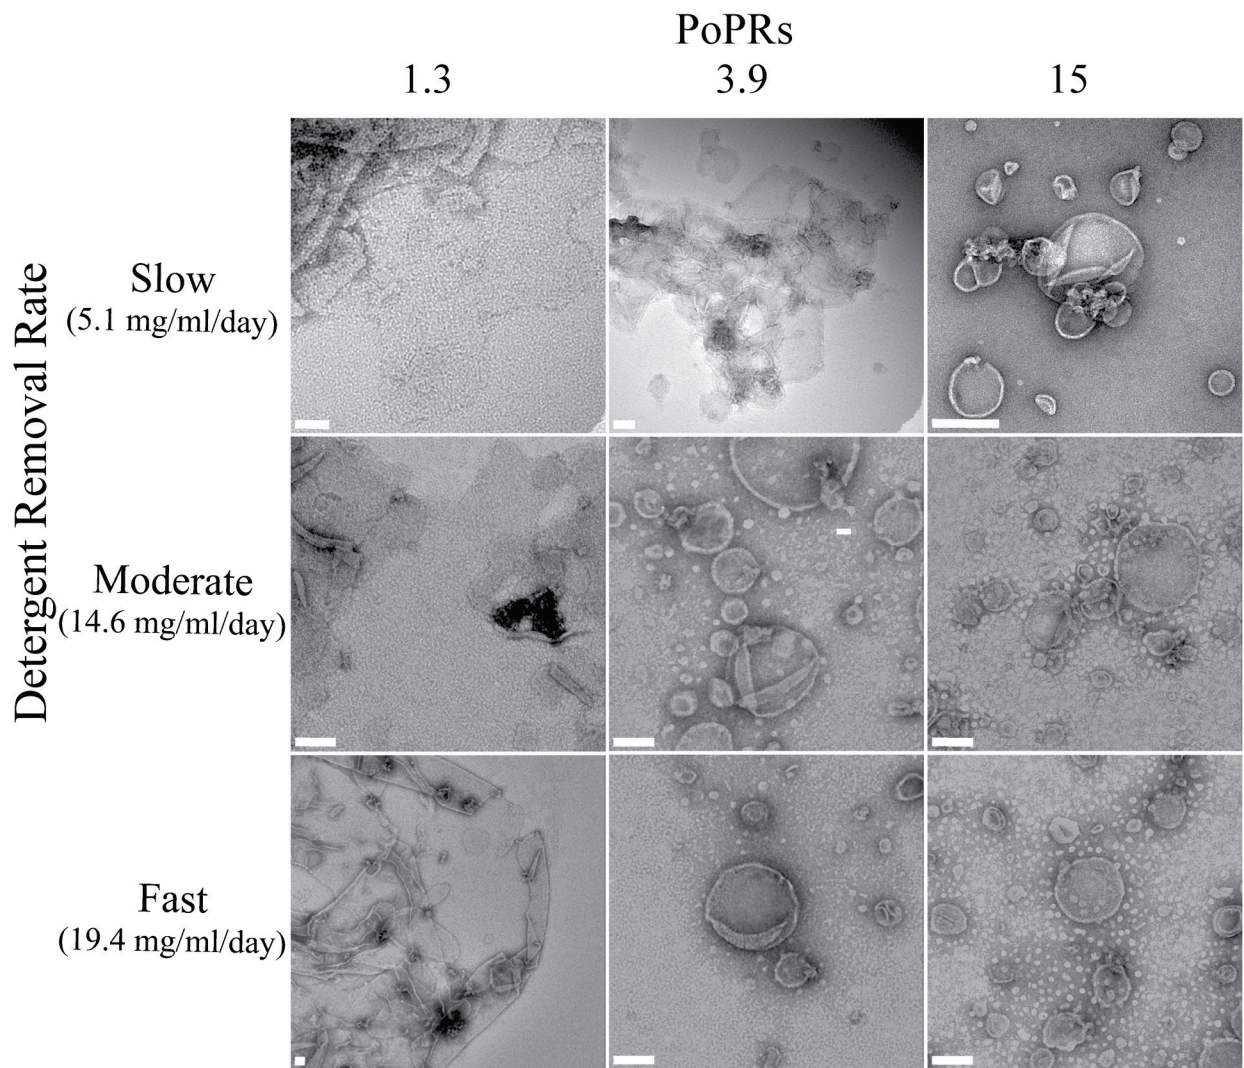 PoPRs
1.3 3.9 15
Detergent Removal Rate
Slow
(5.1 mg/ml/day)
Moderate
(14.6 mg/ml/day)
Fast
(19.4 mg/ml/day)